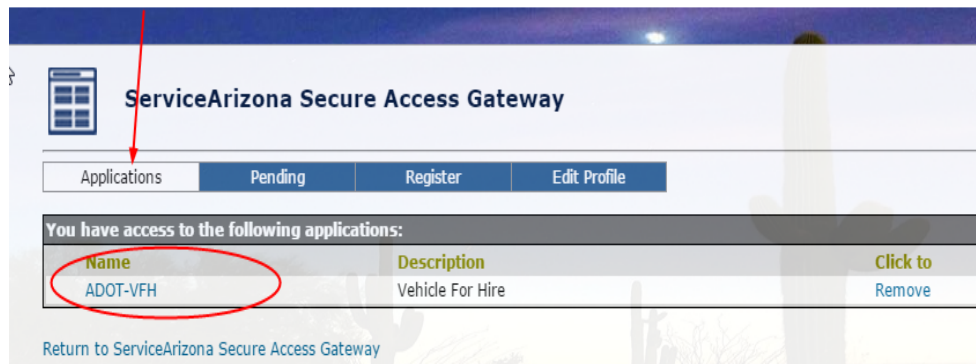 ServiceArizona Secure Access Gateway
Applications Pending Register Edit Profile
You have access to the following applications:
Name Description Click to
ADOT-VFH Vehicle For Hire Remove
Return to ServiceArizona Secure Access Gateway